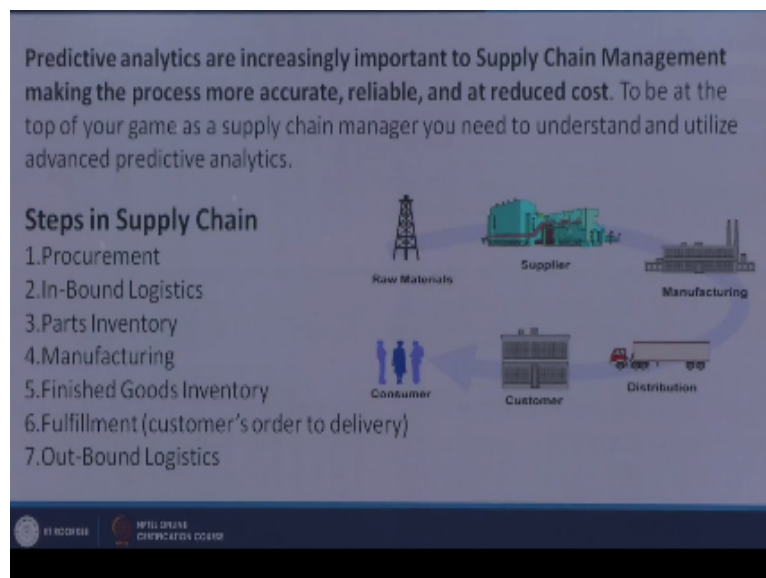 Predictive analytics are increasingly important to Supply Chain Management
making the process more accurate, reliable, and at reduced cost. To be at the
top of your game as a supply chain manager you need to understand and utilize
advanced predictive analytics.
Steps in Supply Chain
1.Procurement
2.In-Bound Logistics
3.Parts Inventory
4.Manufacturing
5.Finished Goods Inventory
6.Fulfillment (customer's order to delivery)
7.Out-Bound Logistics
Raw Materials
Supplier
Manufacturing
Distribution
Customer
Consumer
IIT ROORKEE
NPTEL ONLINE
CERTIFICATION COURSE